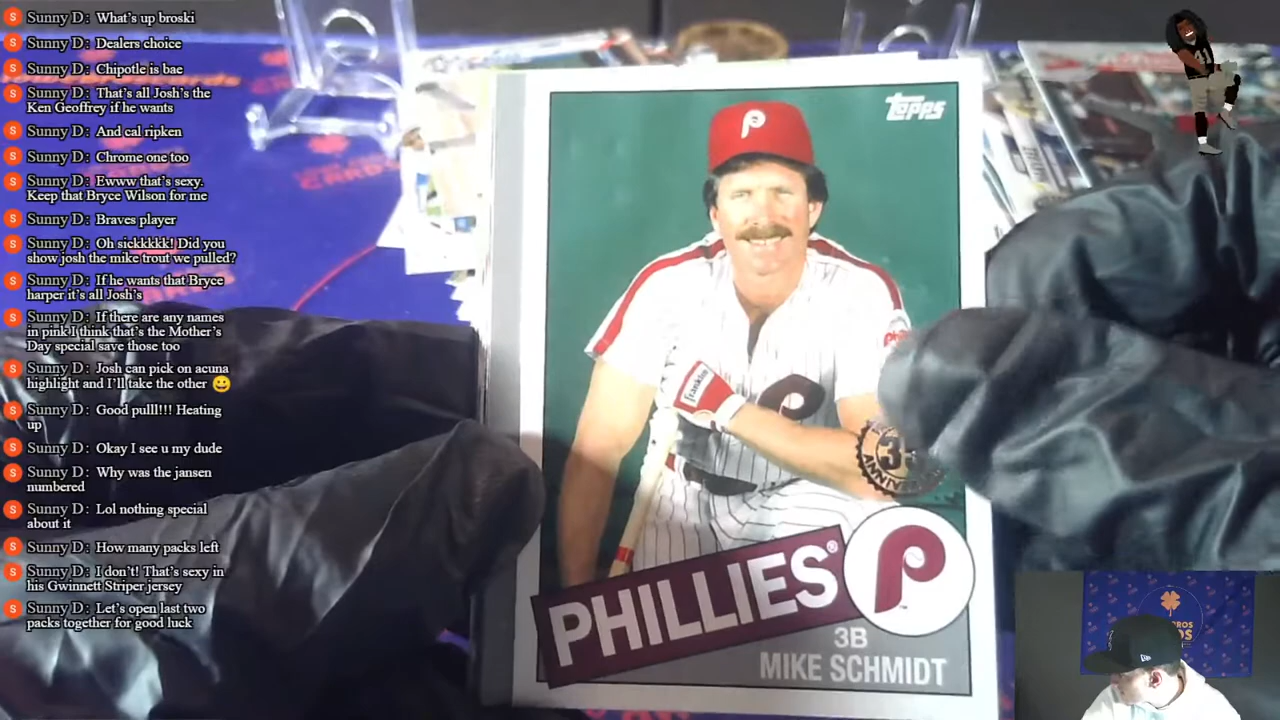 Sunny D: What's up broski
Sunny D: Dealers choice
Sunny D: Chipotle is bae
Sunny D: That's all Josh's the
Ken Geoffrey if he wants
Sunny D: And cal ripken
Sunny D: Chrome one too
Sunny D: Ewww that's sexy.
Keep that Bryce Wilson for me
Sunny D: Braves player
Sunny D: Oh sickkkkk! Did you
show josh the mike trout we pulled?
Sunny D: If he wants that Bryce
harper it's all Josh's
Sunny D: If there are any names
in pink I think that's the Mother's
Day special save those too
Sunny D: Josh can pick on acuna
highlight and I'll take the other 😀
Sunny D: Good pulll!!! Heating
up
Sunny D: Okay I see u my dude
Sunny D: Why was the jansen
numbered
Sunny D: Lol nothing special
about it
Sunny D: How many packs left
Sunny D: I don't! That's sexy in
his Gwinnett Striper jersey
Sunny D: Let's open last two
packs together for good luck
Topps
P
Franklin
P
35
PHILLIES®
P
3B
MIKE SCHMIDT